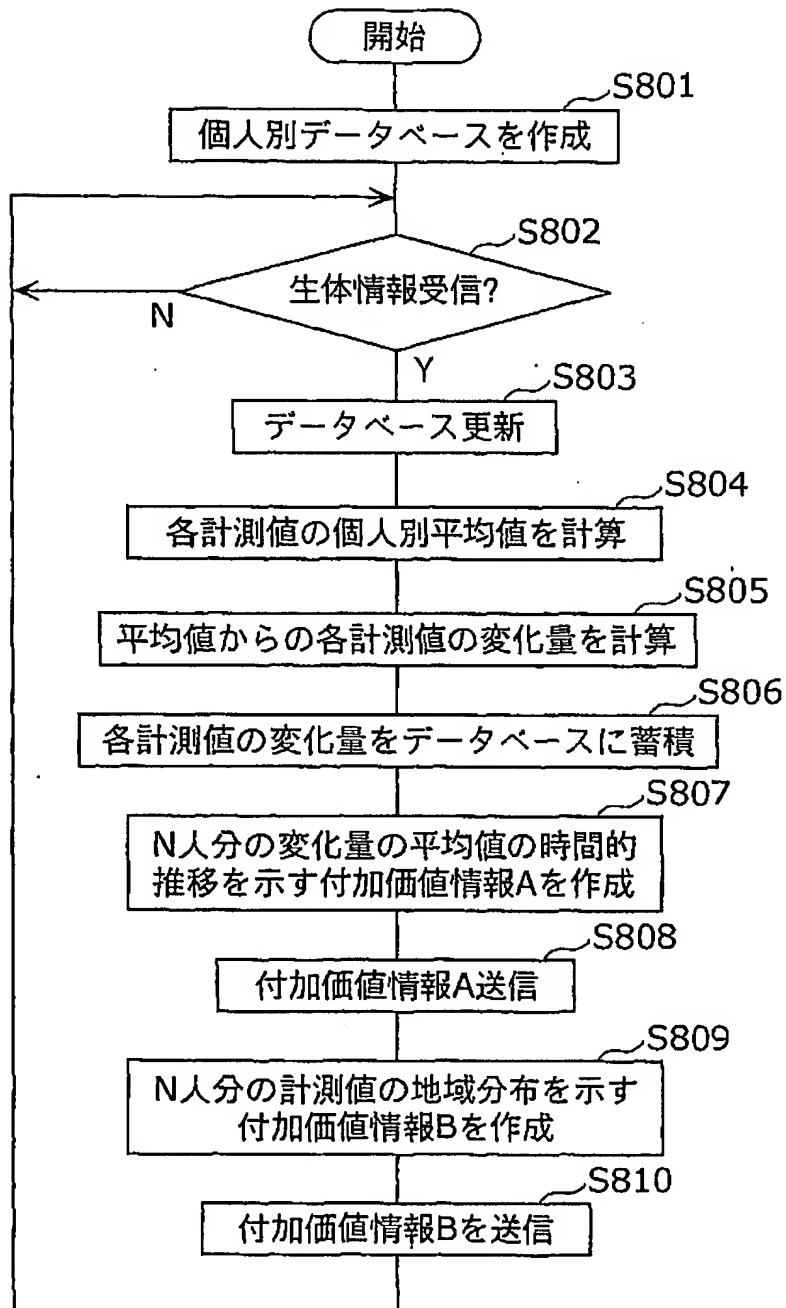 開始
S801
個人別データベースを作成
S802
生体情報受信?
N
Y
S803
データベース更新
S804
各計測値の個人別平均値を計算
S805
平均値からの各計測値の変化量を計算
S806
各計測値の変化量をデータベースに蓄積
S807
N人分の変化量の平均値の時間的
推移を示す付加価値情報Aを作成
S808
付加価値情報A送信
S809
N人分の計測値の地域分布を示す
付加価値情報Bを作成
S810
付加価値情報Bを送信